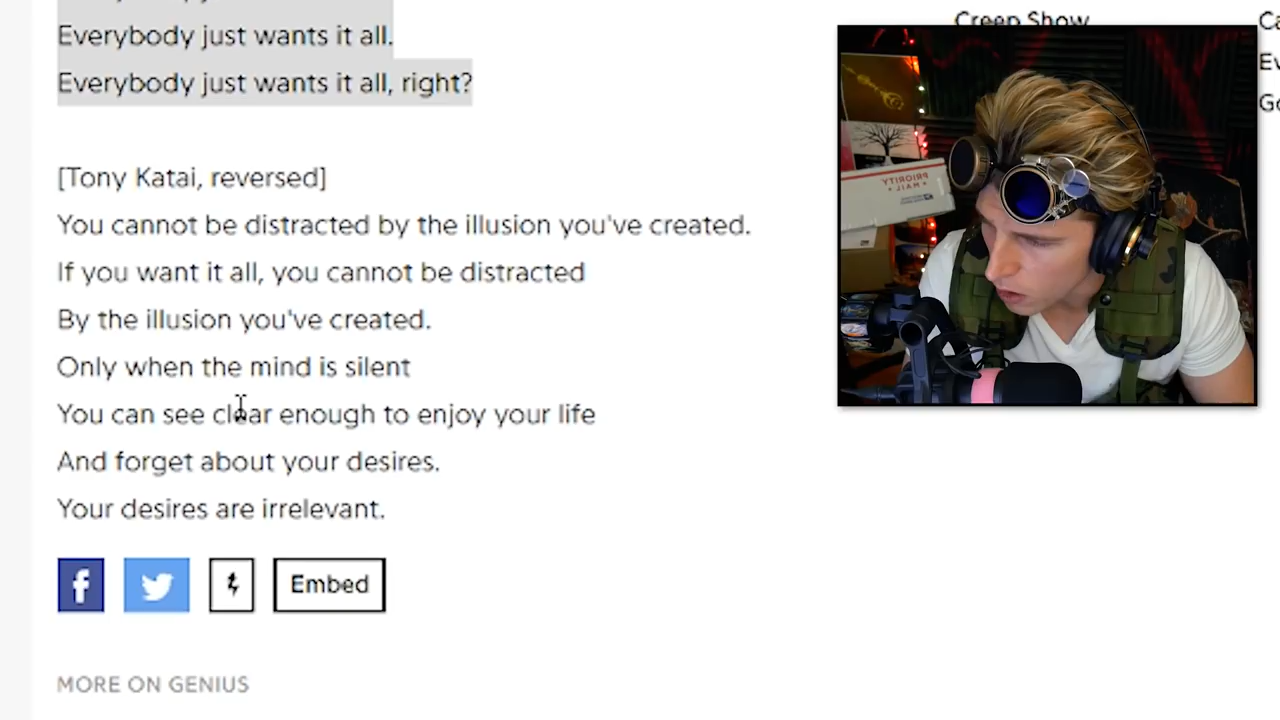 Everybody just wants it all.
Everybody just wants it all, right?
[Tony Katai, reversed]
You cannot be distracted by the illusion you've created.
If you want it all, you cannot be distracted
By the illusion you've created.
Only when the mind is silent
You can see clear enough to enjoy your life
And forget about your desires.
Your desires are irrelevant.
f
Embed
MORE ON GENIUS
Creep Show
PRIORITY
MAIL